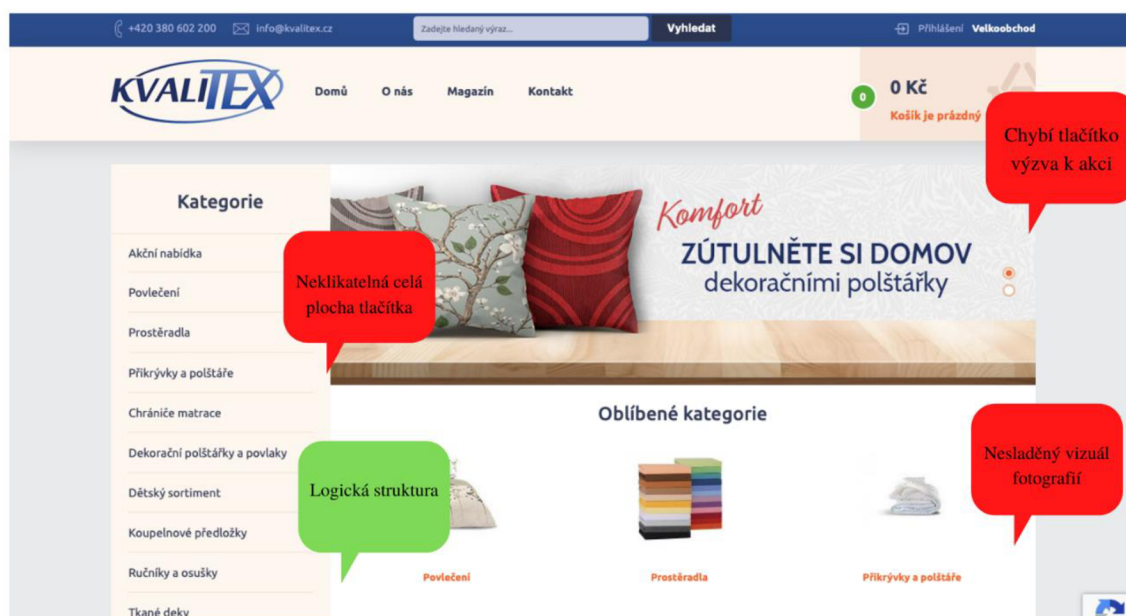 +420 380 602 200
info@kvalitex.cz
Zadejte hledaný výraz...
Vyhledat
Přihlášení
Velkoobchod
KVALITEX
Domů
O nás
Magazín
Kontakt
0
0 Kč
Košík je prázdný
Chybí tlačítko
výzva k akci
Kategorie
Akční nabídka
Povlečení
Prostěradla
Přikrývky a polštáře
Chrániče matrace
Dekorační polštářky a povlaky
Dětský sortiment
Koupelnové předložky
Ručníky a osušky
Tkané deky
Neklikatelná celá
plocha tlačítka
Logická struktura
Komfort
ZÚTULNĚTE SI DOMOV
dekoračními polštářky
Oblíbené kategorie
Nesladěný vizuál
fotografií
Povlečení
Prostěradla
Přikrývky a polštáře